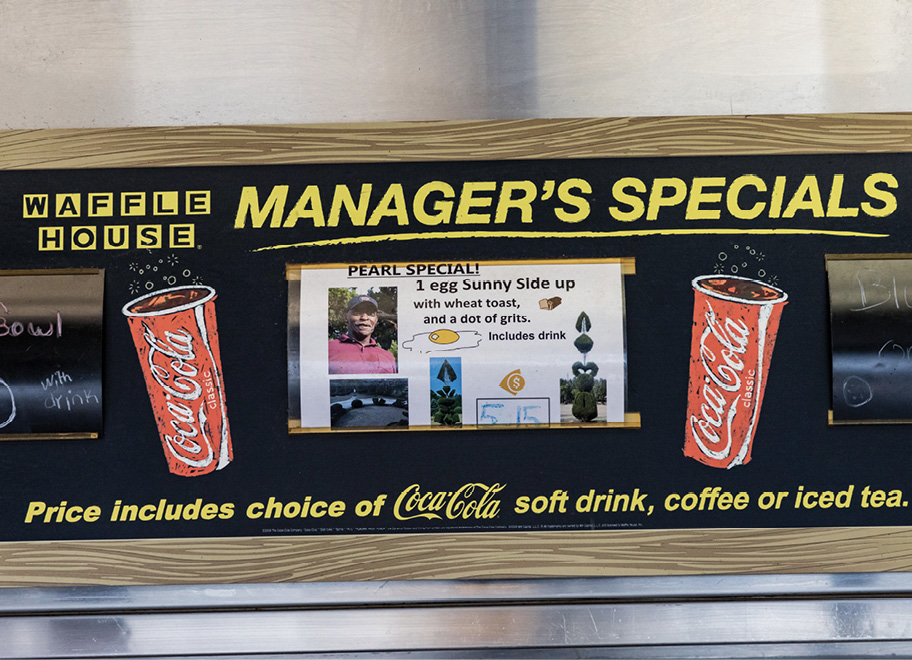 WAFFLE
HOUSE
MANAGER'S SPECIALS
Bowl
with
drink
PEARL SPECIAL!
1 egg Sunny Side up
with wheat toast,
and a dot of grits.
Includes drink
$
5.15
Coca-Cola
classic
Coca-Cola
classic
Price includes choice of Coca-Cola soft drink, coffee or iced tea.